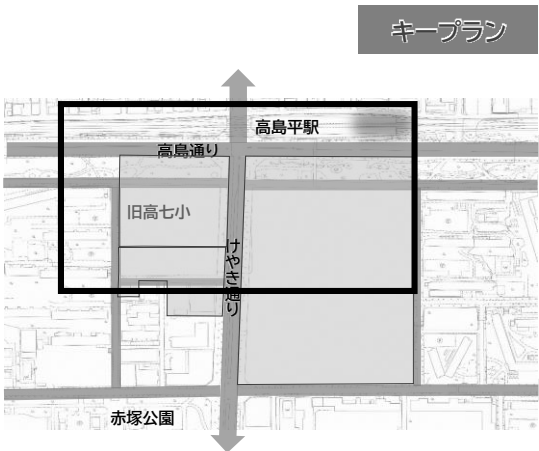 キープラン
高島平駅
高島通り
旧高七小
けやき通り
赤塚公園